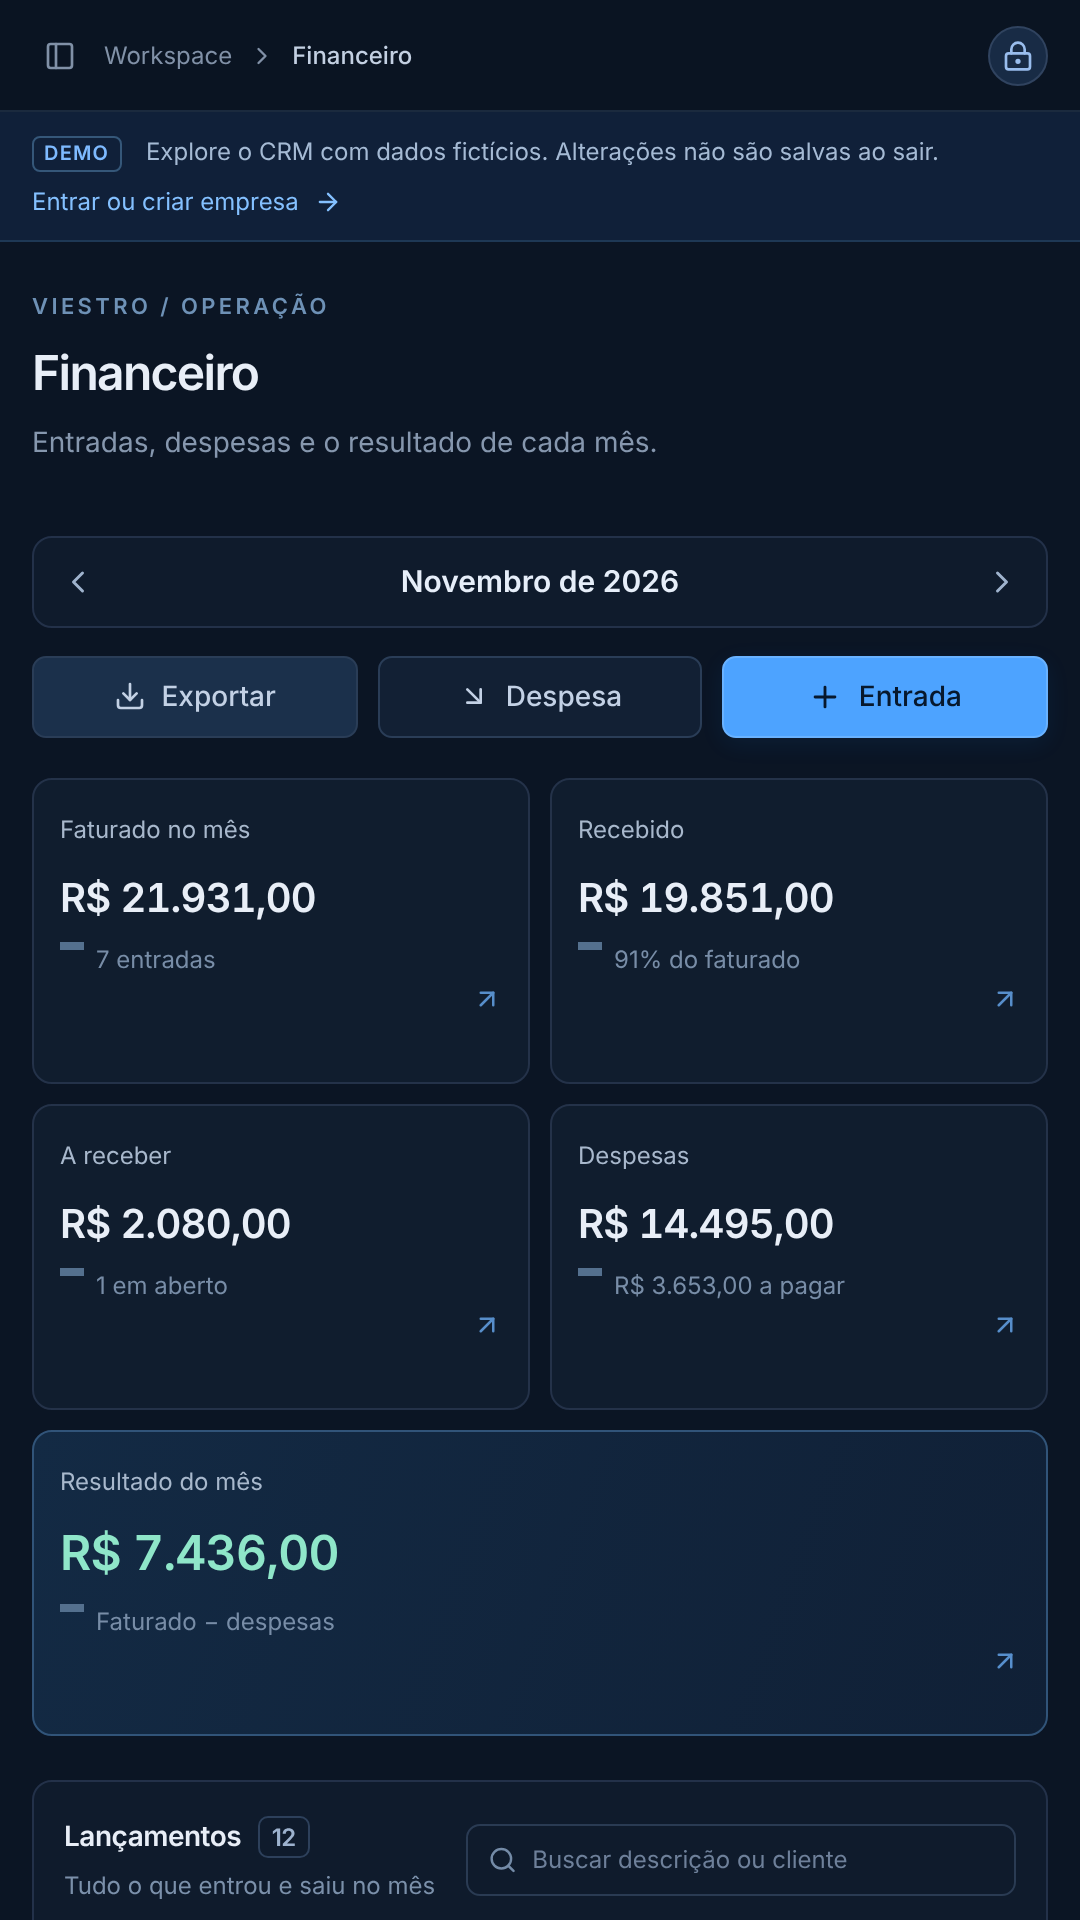 Workspace > Financeiro
DEMO Explore o CRM com dados fictícios. Alterações não são salvas ao sair.
Entrar ou criar empresa →
VIESTRO / OPERAÇÃO
Financeiro
Entradas, despesas e o resultado de cada mês.
Novembro de 2026
Exportar
Despesa
+ Entrada
Faturado no mês
R$ 21.931,00
7 entradas
Recebido
R$ 19.851,00
91% do faturado
A receber
R$ 2.080,00
1 em aberto
Despesas
R$ 14.495,00
R$ 3.653,00 a pagar
Resultado do mês
R$ 7.436,00
Faturado – despesas
Lançamentos 12
Tudo o que entrou e saiu no mês
Buscar descrição ou cliente